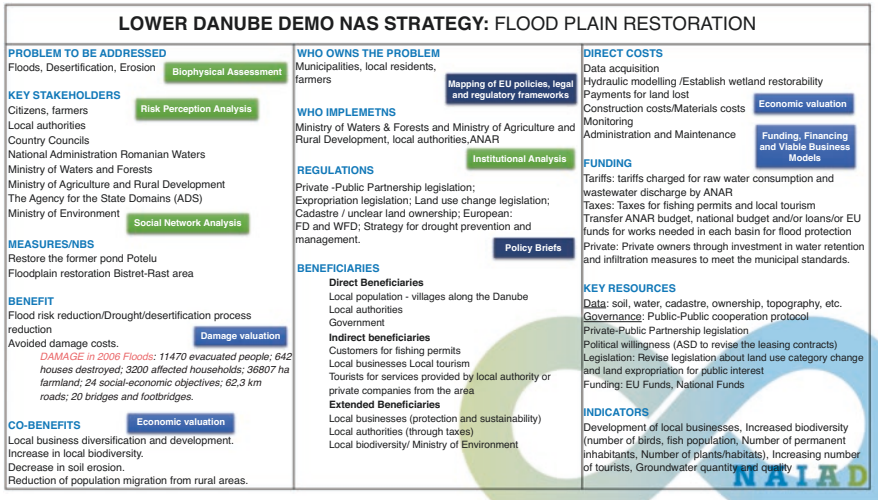 LOWER DANUBE DEMO NAS STRATEGY: FLOOD PLAIN RESTORATION
PROBLEM TO BE ADDRESSED
Floods, Desertification, Erosion
Biophysical Assessment
KEY STAKEHOLDERS
Citizens, farmers
Risk Perception Analysis
Local authorities
Country Councils
National Administration Romanian Waters
Ministry of Waters and Forests
Ministry of Agriculture and Rural Development
The Agency for the State Domains (ADS)
Ministry of Environment
Social Network Analysis
MEASURES/NBS
Restore the former pond Potelu
Floodplain restoration Bistret-Rast area
BENEFIT
Flood risk reduction/Drought/desertification process
reduction
Avoided damage costs.
Damage valuation
DAMAGE in 2006 Floods: 11470 evacuated people; 642
houses destroyed; 3200 affected households; 36807 ha
farmland; 24 social-economic objectives; 62,3 km
roads; 20 bridges and footbridges.
CO-BENEFITS
Economic valuation
Local business diversification and development.
Increase in local biodiversity.
Decrease in soil erosion.
Reduction of population migration from rural areas.
WHO OWNS THE PROBLEM
Municipalities, local residents,
farmers
Mapping of EU policies, legal
and regulatory frameworks
WHO IMPLEMETNS
Ministry of Waters & Forests and Ministry of Agriculture and
Rural Development, local authorities,ANAR
Institutional Analysis
REGULATIONS
Private -Public Partnership legislation;
Expropriation legislation; Land use change legislation;
Cadastre / unclear land ownership; European:
FD and WFD; Strategy for drought prevention and
management.
Policy Briefs
BENEFICIARIES
Direct Beneficiaries
Local population - villages along the Danube
Local authorities
Government
Indirect beneficiaries
Customers for fishing permits
Local businesses Local tourism
Tourists for services provided by local authority or
private companies from the area
Extended Beneficiaries
Local businesses (protection and sustainability)
Local authorities (through taxes)
Local biodiversity/ Ministry of Environment
DIRECT COSTS
Data acquisition
Hydraulic modelling /Establish wetland restorability
Payments for land lost
Construction costs/Materials costs
Economic valuation
Monitoring
Administration and Maintenance
Funding, Financing
and Viable Business
Models
FUNDING
Tariffs: tariffs charged for raw water consumption and
wastewater discharge by ANAR
Taxes: Taxes for fishing permits and local tourism
Transfer ANAR budget, national budget and/or loans/or EU
funds for works needed in each basin for flood protection
Private: Private owners through investment in water retention
and infiltration measures to meet the municipal standards.
KEY RESOURCES
Data: soil, water, cadastre, ownership, topography, etc.
Governance: Public-Public cooperation protocol
Private-Public Partnership legislation
Political willingness (ASD to revise the leasing contracts)
Legislation: Revise legislation about land use category change
and land expropriation for public interest
Funding: EU Funds, National Funds
INDICATORS
Development of local businesses, Increased biodiversity
(number of birds, fish population, Number of permanent
inhabitants, Number of plants/habitats), Increasing number
of tourists, Groundwater quantity and quality
NAIAD